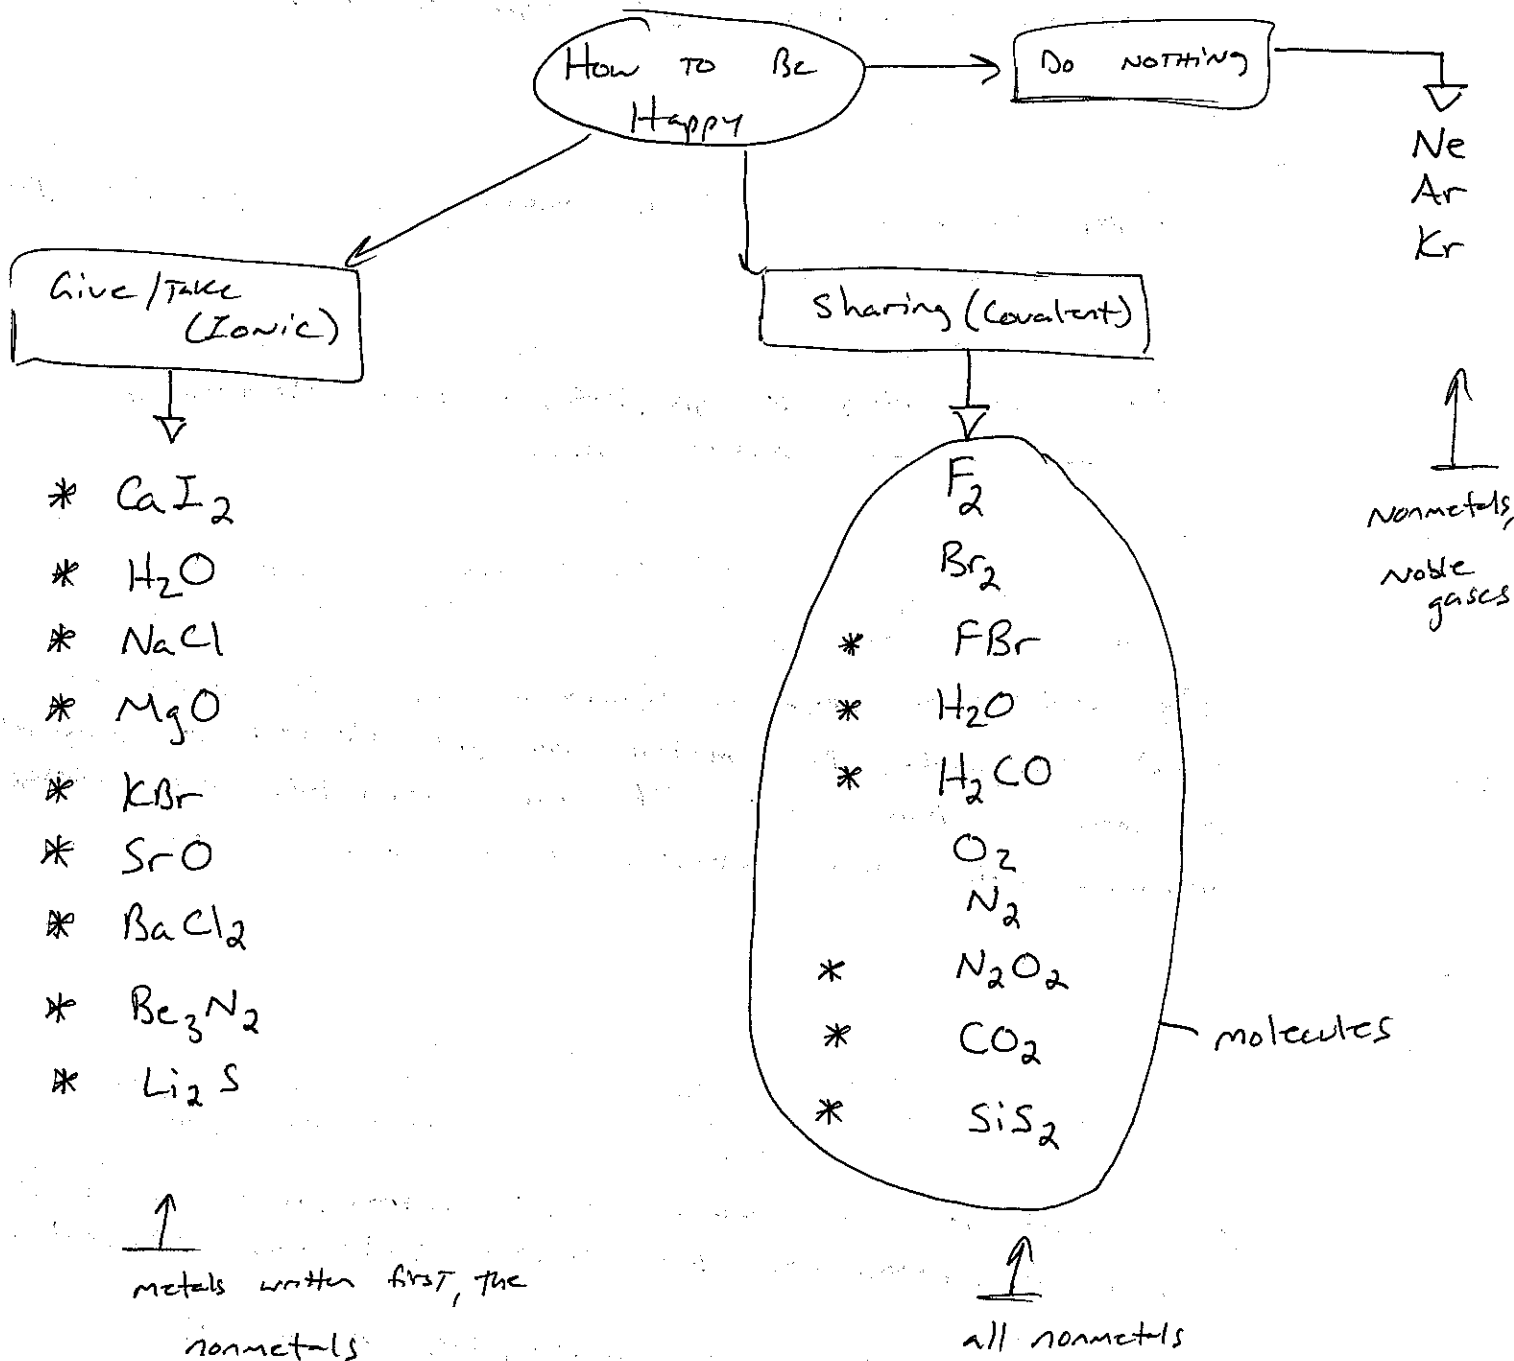 How TO Be
Happy
Do NOTHING
Ne
Ar
Kr
Nonmetals,
Noble
gases
Give/Take
(Ionic)
* CaI₂
* H₂O
* NaCl
* MgO
* KBr
* SrO
* BaCl₂
* Be₃N₂
* Li₂S
metals written first, the
nonmetals
Sharing (Covalent)
F₂
Br₂
* FBr
* H₂O
* H₂CO
O₂
N₂
* N₂O₂
* CO₂
* SiS₂
molecules
all nonmetals